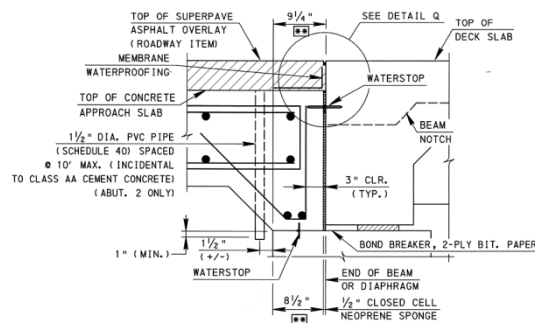 TOP OF SUPERPAVE
ASPHALT OVERLAY
(ROADWAY ITEM)
9¼"
**
SEE DETAIL Q
TOP OF
DECK SLAB
MEMBRANE
WATERPROOFING
WATERSTOP
TOP OF CONCRETE
APPROACH SLAB
1½" DIA. PVC PIPE
(SCHEDULE 40) SPACED
@ 10' MAX. (INCIDENTAL
TO CLASS AA CEMENT CONCRETE)
(ABUT. 2 ONLY)
BEAM
NOTCH
3" CLR.
(TYP.)
1" (MIN.)
1½"
(+/-)
WATERSTOP
BOND BREAKER, 2-PLY BIT. PAPER
END OF BEAM
OR DIAPHRAGM
8½"
**
½" CLOSED CELL
NEOPRENE SPONGE